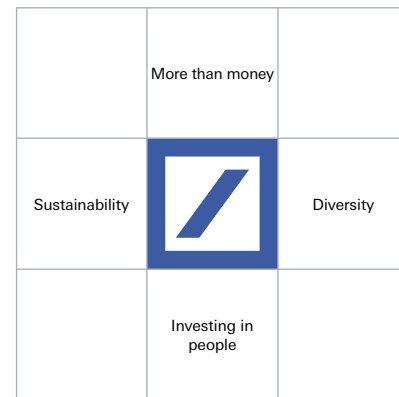 More than money
Sustainability
Diversity
Investing in
people